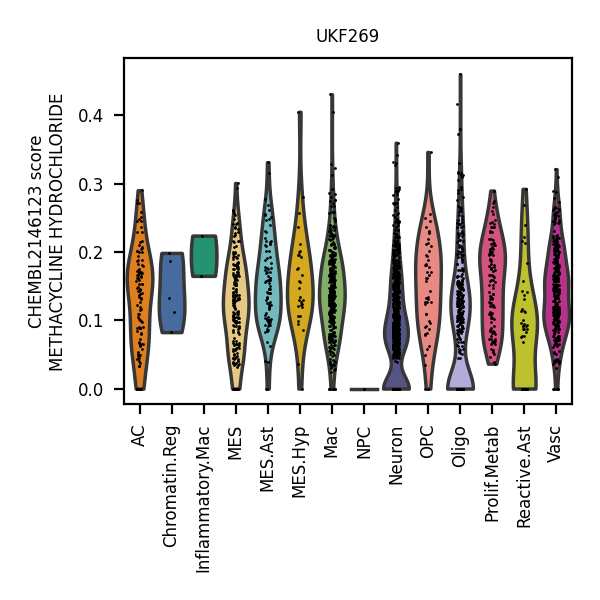 UKF269
CHEMBL2146123 score
METHACYCLINE HYDROCHLORIDE
0.4
0.3
0.2
0.1
0.0
AC
Chromatin.Reg
Inflammatory.Mac
MES
MES.Ast
MES.Hyp
Mac
NPC
Neuron
OPC
Oligo
Prolif.Metab
Reactive.Ast
Vasc